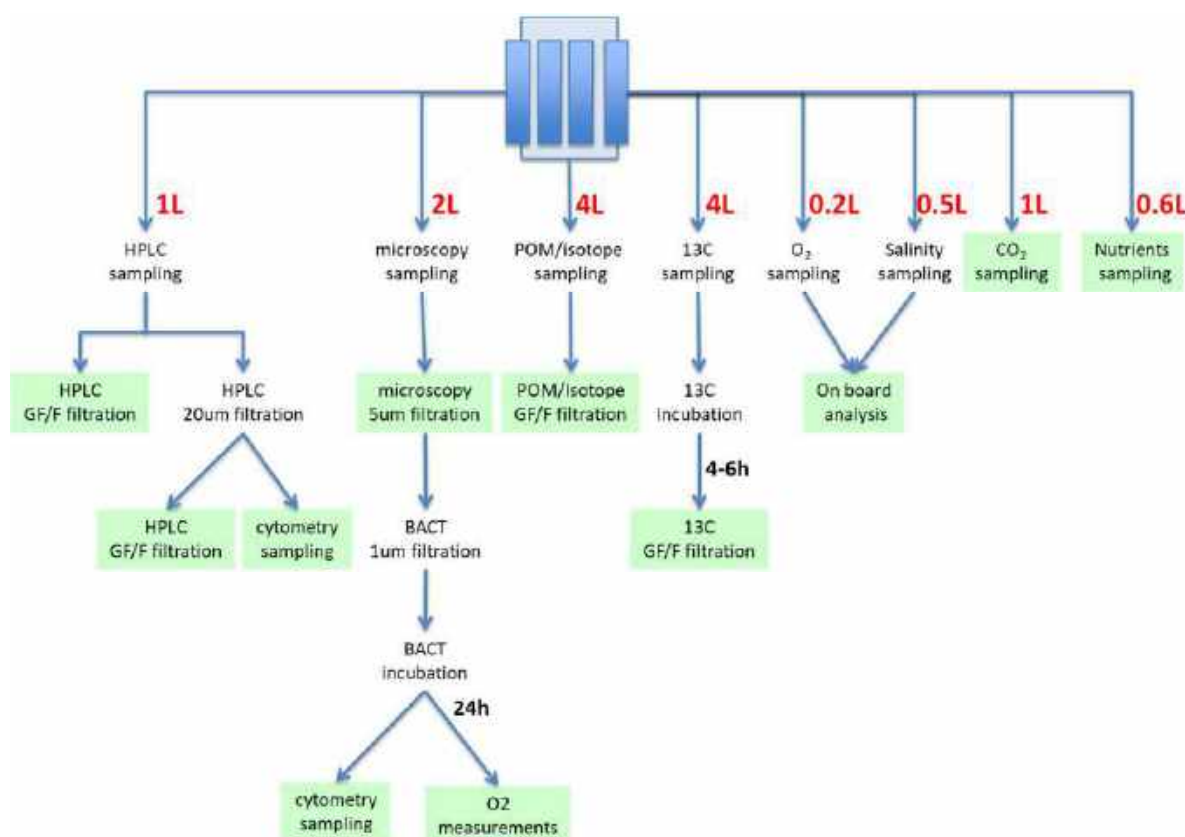 1L
2L
4L
4L
0.2L
0.5L
1L
0.6L
HPLC
sampling
microscopy
sampling
POM/isotope
sampling
13C
sampling
O₂
sampling
Salinity
sampling
CO₂
sampling
Nutrients
sampling
HPLC
GF/F filtration
HPLC
20um filtration
microscopy
5um filtration
POM/isotope
GF/F filtration
13C
incubation
On board
analysis
4-6h
HPLC
GF/F filtration
cytometry
sampling
BACT
1um filtration
13C
GF/F filtration
BACT
incubation
24h
cytometry
sampling
O2
measurements